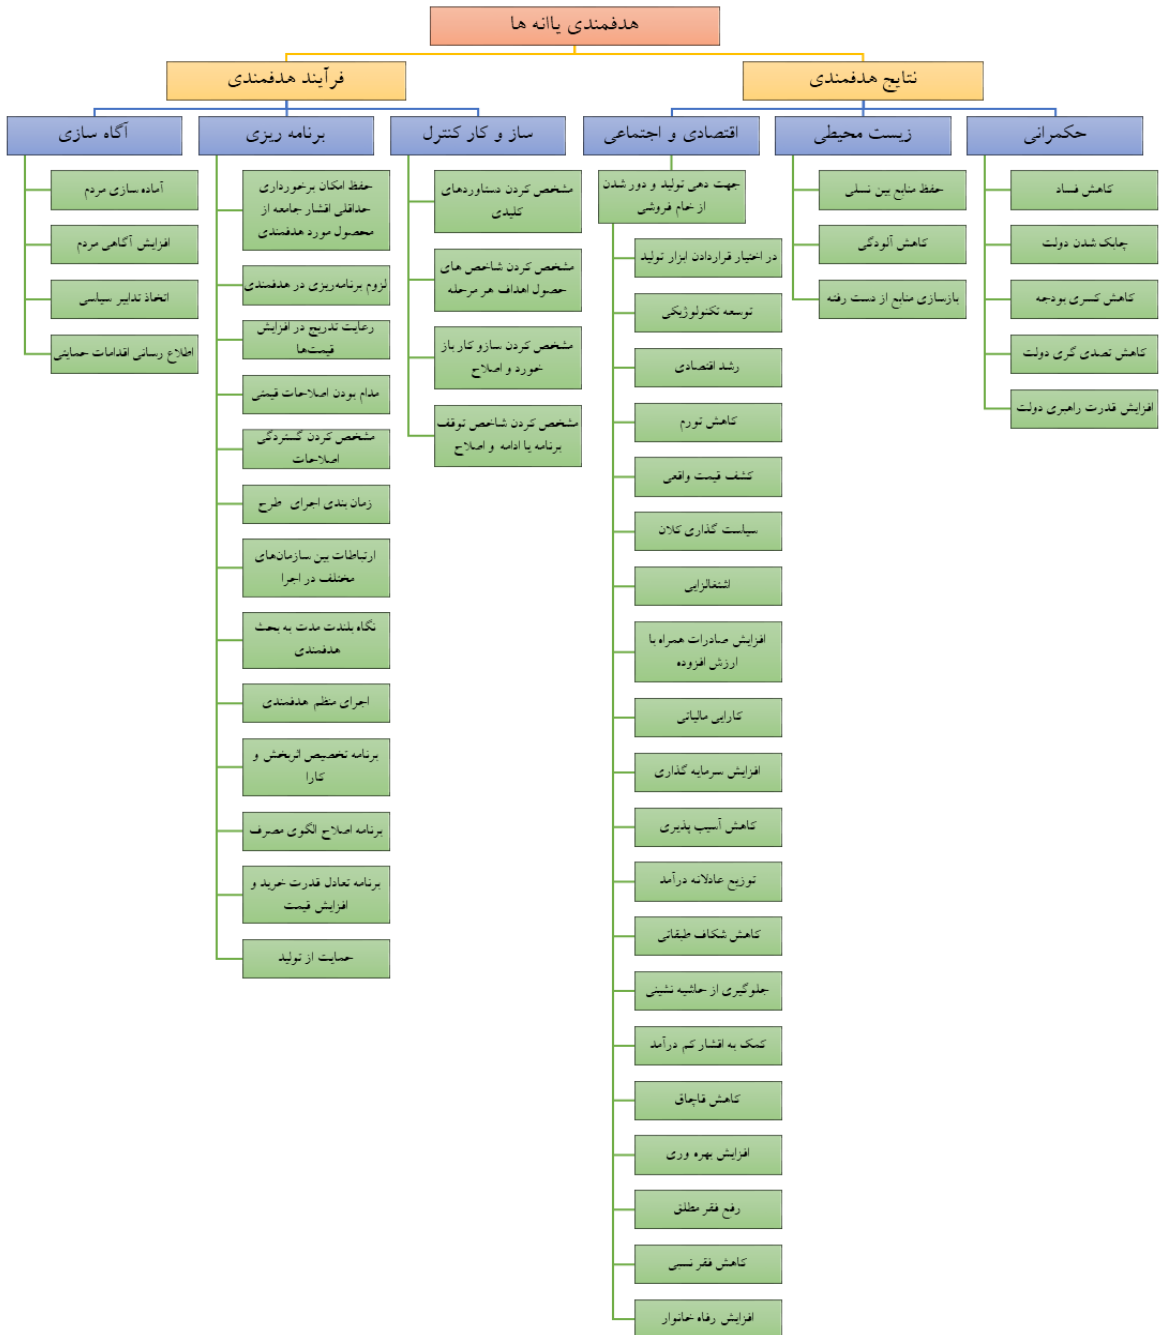 هدفمندی یاانه ها
نتایج هدفمندی
فرآیند هدفمندی
حکمرانی
کاهش فساد
چابک شدن دولت
کاهش کسری بودجه
کاهش تصدی گری دولت
افزایش قدرت راهبری دولت
زیست محیطی
حفظ منابع بین نسلی
کاهش آلودگی
بازسازی منابع از دست رفته
اقتصادی و اجتماعی
جهت دهی تولید و دور شدن
از خام فروشی
در اختیار قراردادن ابزار تولید
توسعه تکنولوژیکی
رشد اقتصادی
کاهش تورم
کشف قیمت واقعی
سیاست گذاری کلان
اشتغالزایی
افزایش صادرات همراه با
ارزش افزوده
کارایی مالیاتی
افزایش سرمایه گذاری
کاهش آسیب پذیری
توزیع عادلانه درآمد
کاهش شکاف طبقاتی
جلوگیری از حاشیه نشینی
کمک به اقشار کم درآمد
کاهش قاچاق
افزایش بهره وری
رفع فقر مطلق
کاهش فقر نسبی
افزایش رفاه خانوار
ساز و کار کنترل
مشخص کردن دستاوردهای
کلیدی
مشخص کردن شاخص های
حصول اهداف هر مرحله
مشخص کردن سازو کار باز
خورد و اصلاح
مشخص کردن شاخص توقف
برنامه یا ادامه و اصلاح
برنامه ریزی
حفظ امکان برخورداری
حداقلی اقشار جامعه از
محصول مورد هدفمندی
لزوم برنامه‌ریزی در هدفمندی
رعایت تدریج در افزایش
قیمت‌ها
مدام بودن اصلاحات قیمتی
مشخص کردن گستردگی
اصلاحات
زمان بندی اجرای طرح
ارتباطات بین سازمان‌های
مختلف در اجرا
نگاه بلندت مدت به بحث
هدفمندی
اجرای منظم هدفمندی
برنامه تخصیص اثربخش و
کارا
برنامه اصلاح الگوی مصرف
برنامه تعادل قدرت خرید و
افزایش قیمت
حمایت از تولید
آگاه سازی
آماده سازی مردم
افزایش آگاهی مردم
اتخاذ تدابیر سیاسی
اطلاع رسانی اقدامات حمایتی